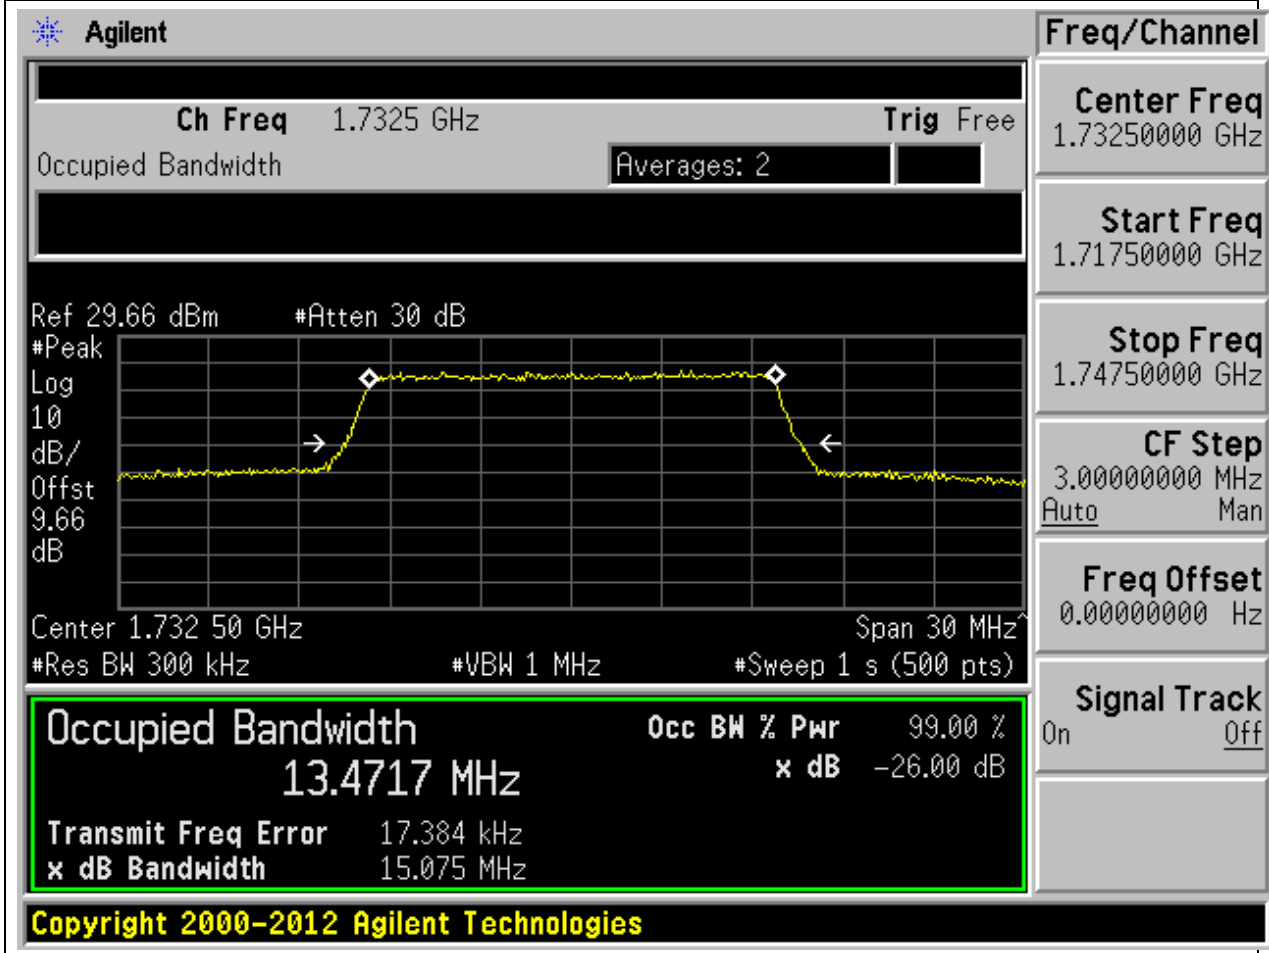 Agilent
Ch Freq 1.7325 GHz Trig Free
Occupied Bandwidth Averages: 2
Ref 29.66 dBm #Atten 30 dB
#Peak
Log
10
dB/
Offst
9.66
dB
Center 1.732 50 GHz Span 30 MHz^
#Res BW 300 kHz #VBW 1 MHz #Sweep 1 s (500 pts)
Occupied Bandwidth Occ BW % Pwr 99.00 %
13.4717 MHz x dB -26.00 dB
Transmit Freq Error 17.384 kHz
x dB Bandwidth 15.075 MHz
Copyright 2000-2012 Agilent Technologies
Freq/Channel
Center Freq
1.73250000 GHz
Start Freq
1.71750000 GHz
Stop Freq
1.74750000 GHz
CF Step
3.00000000 MHz
Auto Man
Freq Offset
0.00000000 Hz
Signal Track
On Off